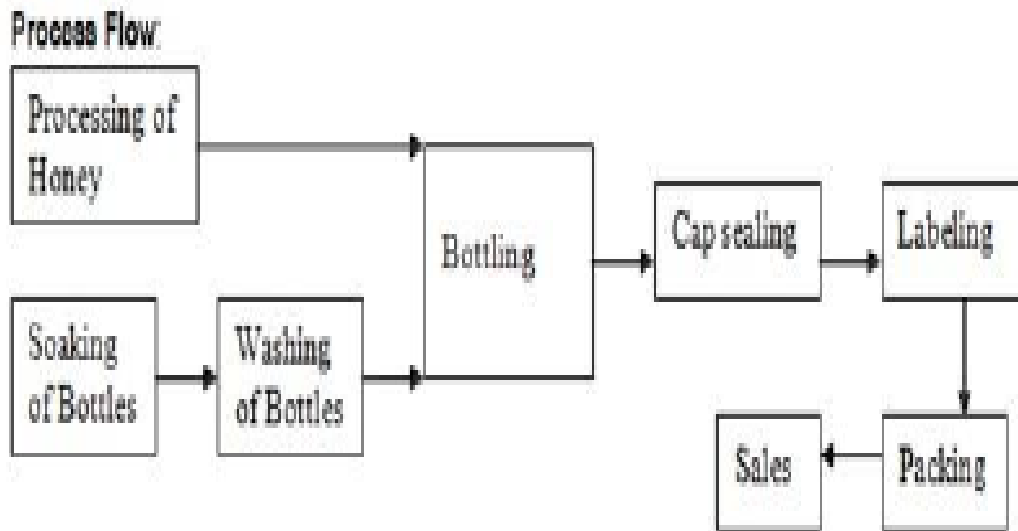 Process Flow:
Processing of
Honey
Bottling
Cap sealing
Labeling
Soaking
of Bottles
Washing
of Bottles
Sales
Packing